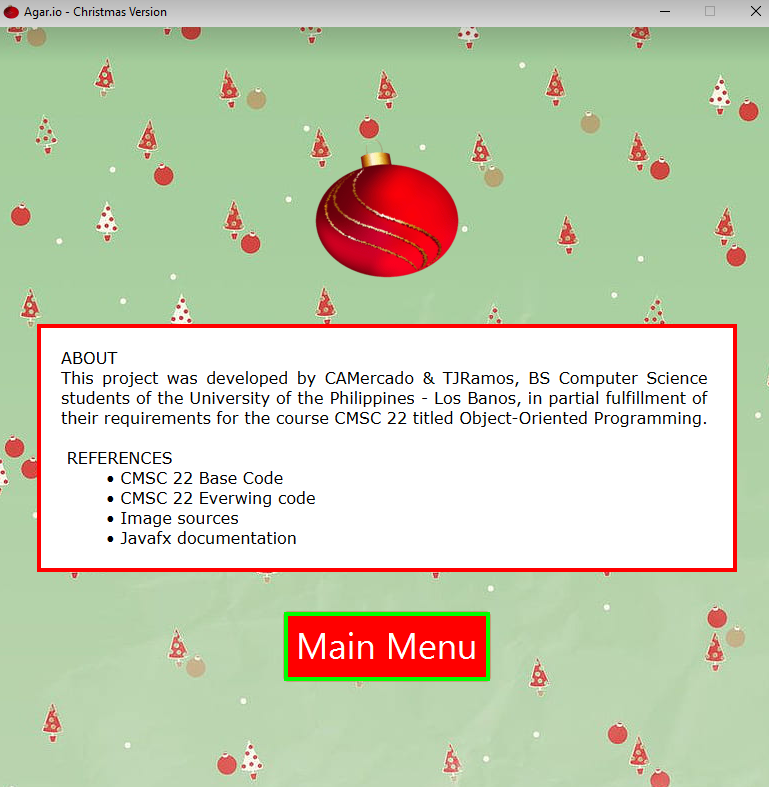 Agar.io - Christmas Version
ABOUT
This project was developed by CAMercado & TJRamos, BS Computer Science
students of the University of the Philippines - Los Banos, in partial fulfillment of
their requirements for the course CMSC 22 titled Object-Oriented Programming.
REFERENCES
• CMSC 22 Base Code
• CMSC 22 Everwing code
• Image sources
• Javafx documentation
Main Menu